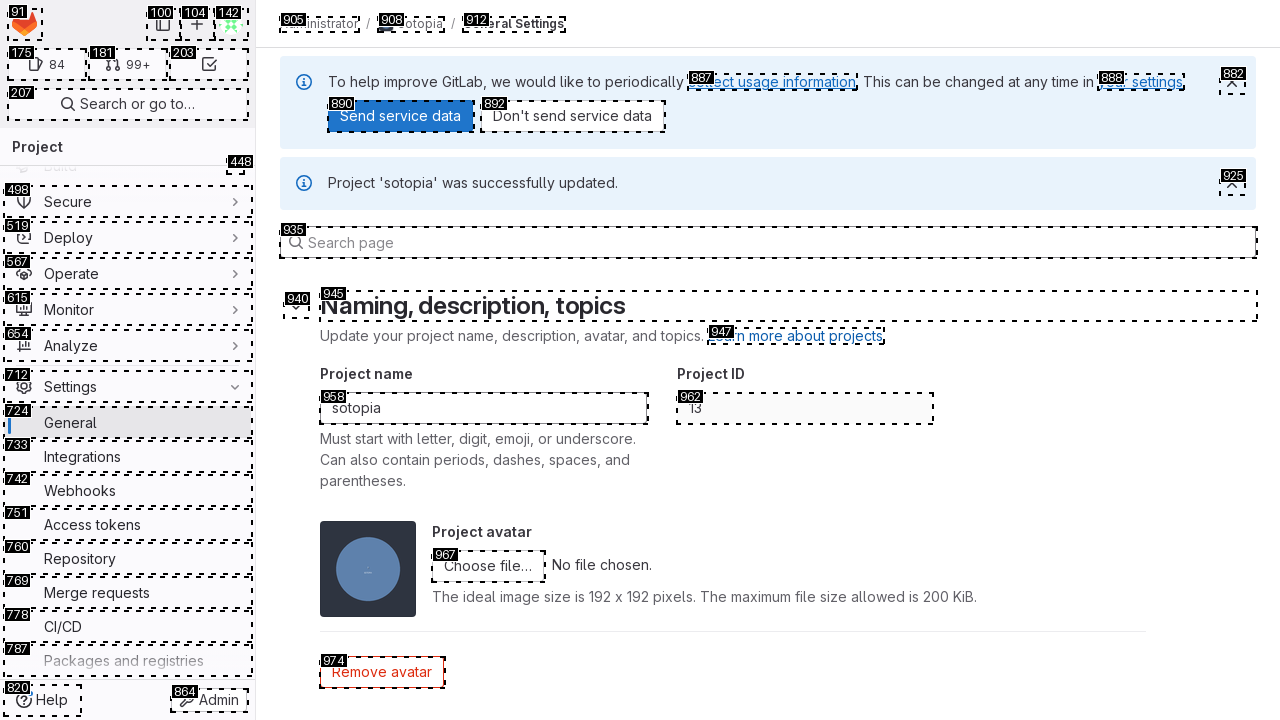 91
100
104
142
175
84
181
99+
203
207
Search or go to…
Project
448
Build
498
Secure
519
Deploy
567
Operate
615
Monitor
654
Analyze
712
Settings
724
General
733
Integrations
742
Webhooks
751
Access tokens
760
Repository
769
Merge requests
778
CI/CD
787
Packages and registries
820
Help
864
Admin
905 Administrator / 908 sotopia / 912 General Settings
To help improve GitLab, we would like to periodically 887 collect usage information. This can be changed at any time in 888 your settings.
882
890
Send service data
892
Don't send service data
Project 'sotopia' was successfully updated.
925
935
Search page
940
945
Naming, description, topics
Update your project name, description, avatar, and topics. 947 Learn more about projects.
Project name
958
sotopia
Must start with letter, digit, emoji, or underscore.
Can also contain periods, dashes, spaces, and
parentheses.
Project ID
962
13
Project avatar
967
Choose file… No file chosen.
The ideal image size is 192 x 192 pixels. The maximum file size allowed is 200 KiB.
974
Remove avatar